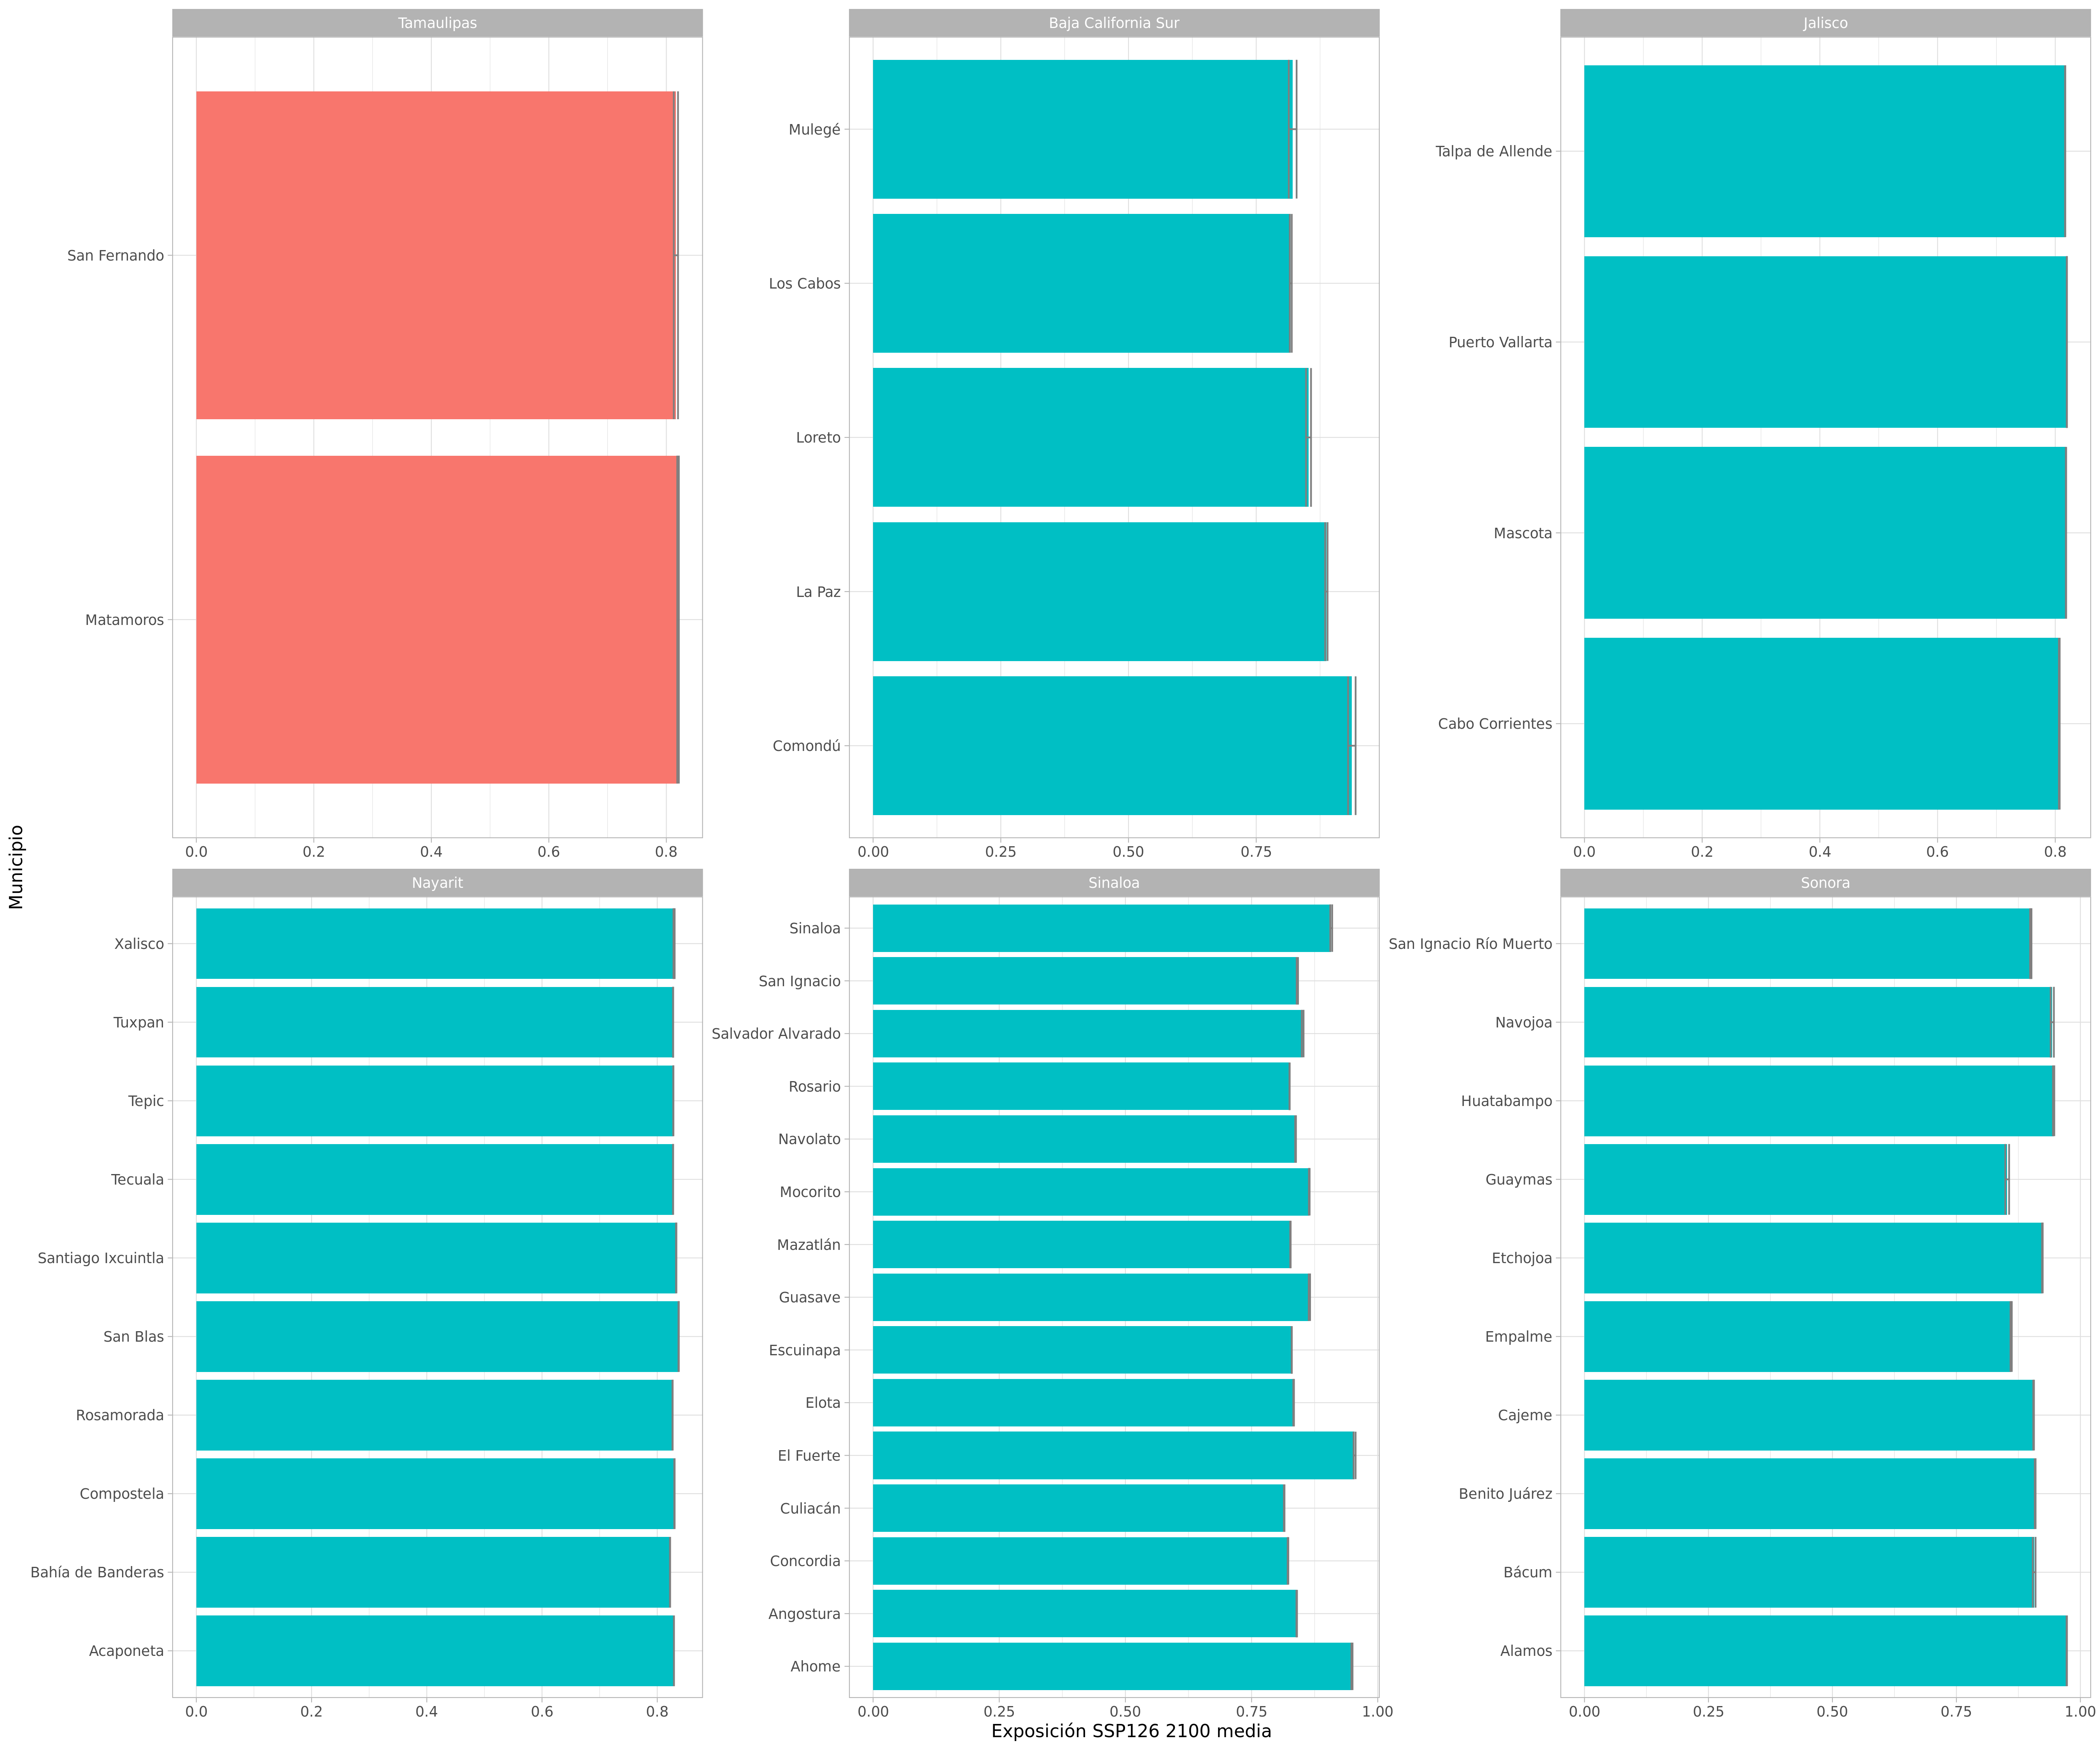 Tamaulipas
Baja California Sur
Jalisco
San Fernando
Matamoros
0.0 0.2 0.4 0.6 0.8
Mulegé
Los Cabos
Loreto
La Paz
Comondú
0.00 0.25 0.50 0.75
Talpa de Allende
Puerto Vallarta
Mascota
Cabo Corrientes
0.0 0.2 0.4 0.6 0.8
Municipio
Nayarit
Sinaloa
Sonora
Xalisco
Tuxpan
Tepic
Tecuala
Santiago Ixcuintla
San Blas
Rosamorada
Compostela
Bahía de Banderas
Acaponeta
0.0 0.2 0.4 0.6 0.8
Sinaloa
San Ignacio
Salvador Alvarado
Rosario
Navolato
Mocorito
Mazatlán
Guasave
Escuinapa
Elota
El Fuerte
Culiacán
Concordia
Angostura
Ahome
0.00 0.25 0.50 0.75 1.00
San Ignacio Río Muerto
Navojoa
Huatabampo
Guaymas
Etchojoa
Empalme
Cajeme
Benito Juárez
Bácum
Alamos
0.00 0.25 0.50 0.75 1.00
Exposición SSP126 2100 media